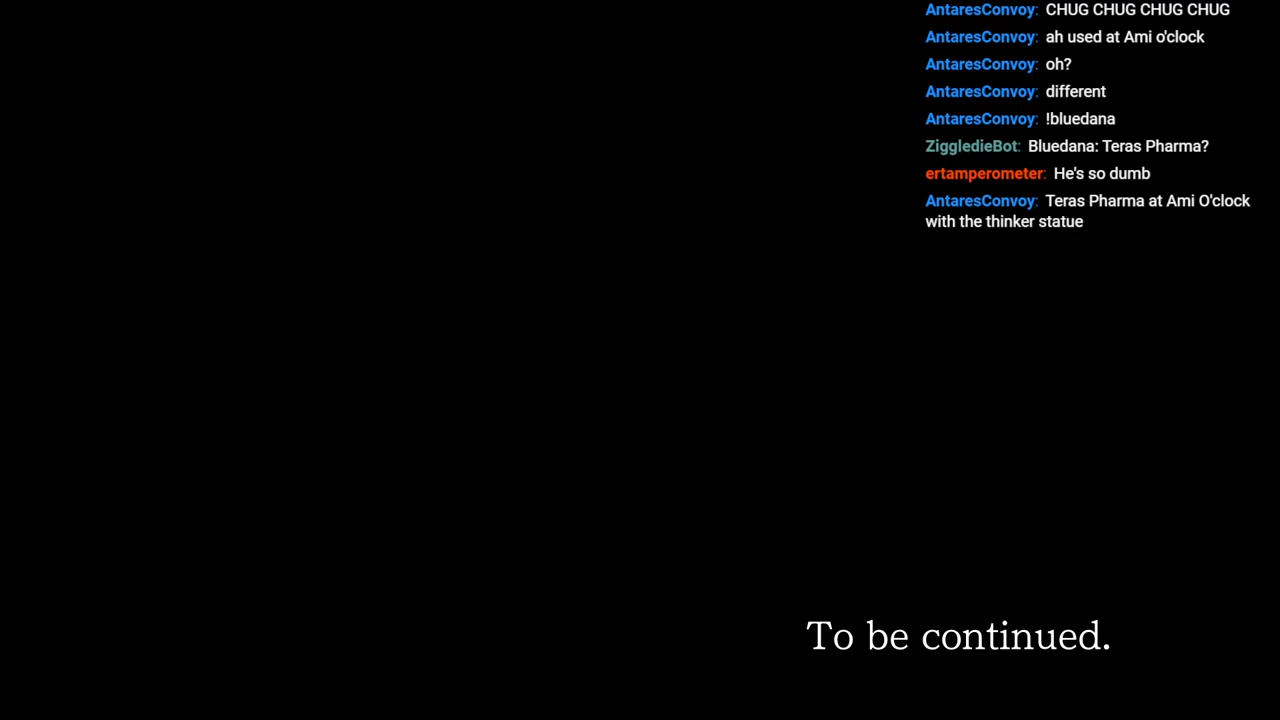 AntaresConvoy: CHUG CHUG CHUG CHUG
AntaresConvoy: ah used at Ami o'clock
AntaresConvoy: oh?
AntaresConvoy: different
AntaresConvoy: !bluedana
ZiggledieBot: Bluedana: Teras Pharma?
ertamperometer: He's so dumb
AntaresConvoy: Teras Pharma at Ami O'clock
with the thinker statue
To be continued.